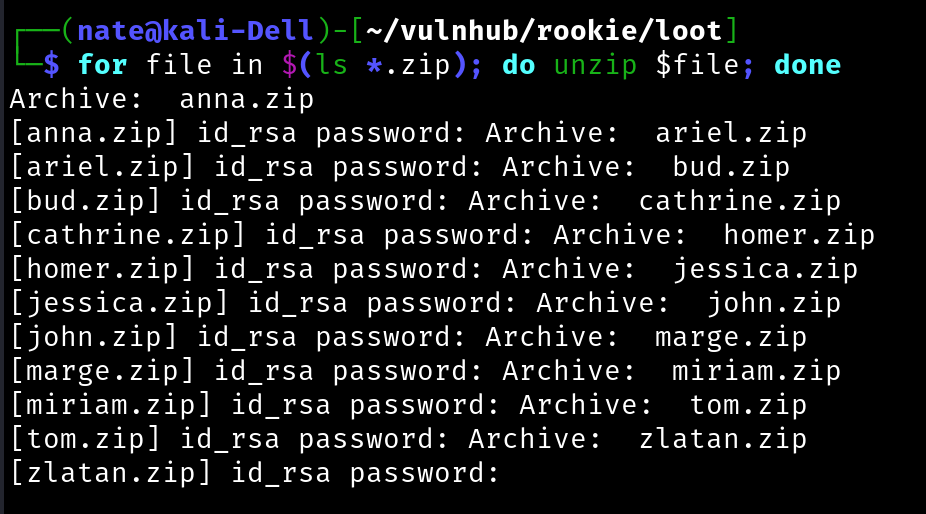 ┌──(nate@kali-Dell)-[~/vulnhub/rookie/loot]
└─$ for file in $(ls *.zip); do unzip $file; done
Archive:  anna.zip
[anna.zip] id_rsa password: Archive:  ariel.zip
[ariel.zip] id_rsa password: Archive:  bud.zip
[bud.zip] id_rsa password: Archive:  cathrine.zip
[cathrine.zip] id_rsa password: Archive:  homer.zip
[homer.zip] id_rsa password: Archive:  jessica.zip
[jessica.zip] id_rsa password: Archive:  john.zip
[john.zip] id_rsa password: Archive:  marge.zip
[marge.zip] id_rsa password: Archive:  miriam.zip
[miriam.zip] id_rsa password: Archive:  tom.zip
[tom.zip] id_rsa password: Archive:  zlatan.zip
[zlatan.zip] id_rsa password: